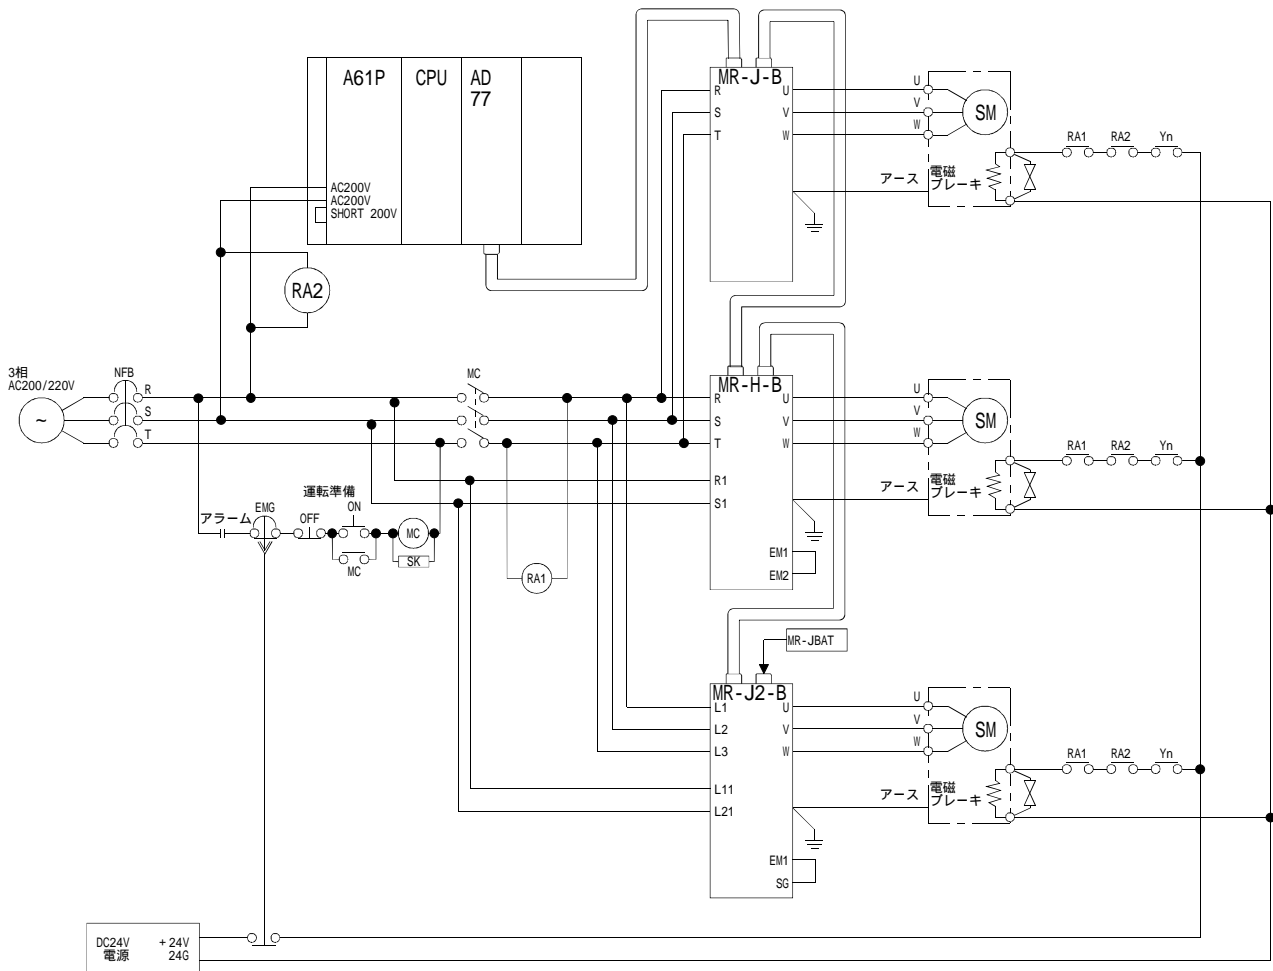 A61P
CPU
AD
77
AC200V
AC200V
SHORT 200V
RA2
MR-J-B
R
S
T
U
V
W
U
V
W
SM
アース
電磁
ブレーキ
RA1
RA2
Yn
3相
AC200/220V
~
NFB
R
S
T
MC
MR-H-B
R
S
T
R1
S1
U
V
W
EM1
EM2
U
V
W
SM
アース
電磁
ブレーキ
RA1
RA2
Yn
アラーム
EMG
OFF
運転準備
ON
MC
MC
SK
RA1
MR-JBAT
MR-J2-B
L1
L2
L3
L11
L21
U
V
W
EM1
SG
U
V
W
SM
アース
電磁
ブレーキ
RA1
RA2
Yn
DC24V
電源
+24V
24G